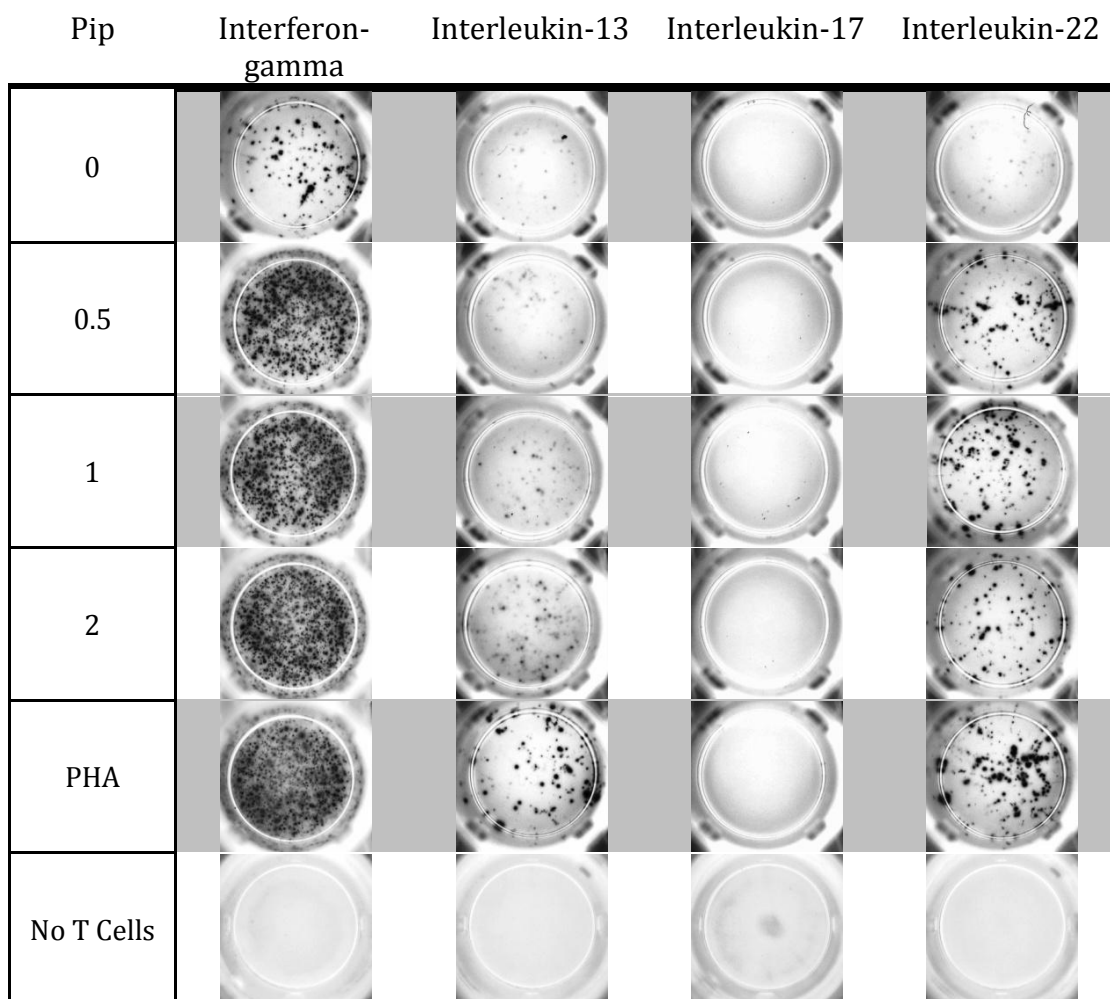 Pip Interferon- Interleukin-13 Interleukin-17 Interleukin-22
gamma
0
0.5
1
2
PHA
No T Cells